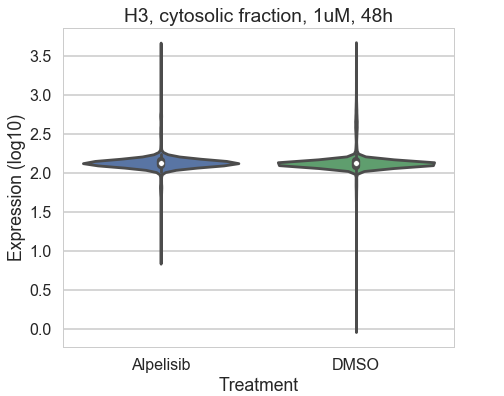 H3, cytosolic fraction, 1uM, 48h
Expression (log10)
3.5
3.0
2.5
2.0
1.5
1.0
0.5
0.0
Alpelisib DMSO
Treatment